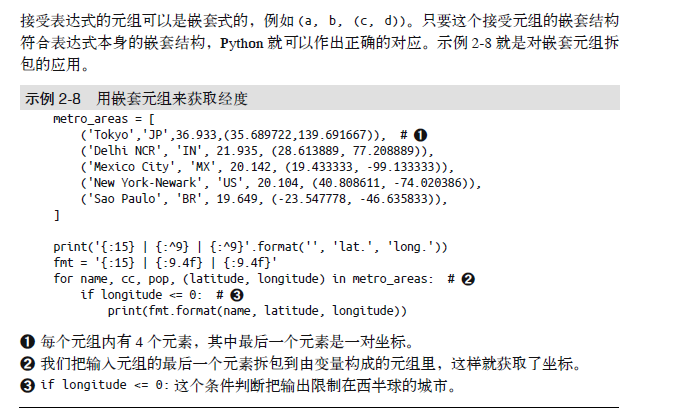 接受表达式的元组可以是嵌套式的，例如(a, b, (c, d))。只要这个接受元组的嵌套结构
符合表达式本身的嵌套结构，Python 就可以作出正确的对应。示例 2-8 就是对嵌套元组拆
包的应用。
示例 2-8　用嵌套元组来获取经度
metro_areas = [
    ('Tokyo','JP',36.933,(35.689722,139.691667)),  # ❶
    ('Delhi NCR', 'IN', 21.935, (28.613889, 77.208889)),
    ('Mexico City', 'MX', 20.142, (19.433333, -99.133333)),
    ('New York-Newark', 'US', 20.104, (40.808611, -74.020386)),
    ('Sao Paulo', 'BR', 19.649, (-23.547778, -46.635833)),
]
print('{:15} | {:^9} | {:^9}'.format('', 'lat.', 'long.'))
fmt = '{:15} | {:9.4f} | {:9.4f}'
for name, cc, pop, (latitude, longitude) in metro_areas:  # ❷
    if longitude <= 0:  # ❸
        print(fmt.format(name, latitude, longitude))
❶ 每个元组内有 4 个元素，其中最后一个元素是一对坐标。
❷ 我们把输入元组的最后一个元素拆包到由变量构成的元组里，这样就获取了坐标。
❸ if longitude <= 0: 这个条件判断把输出限制在西半球的城市。